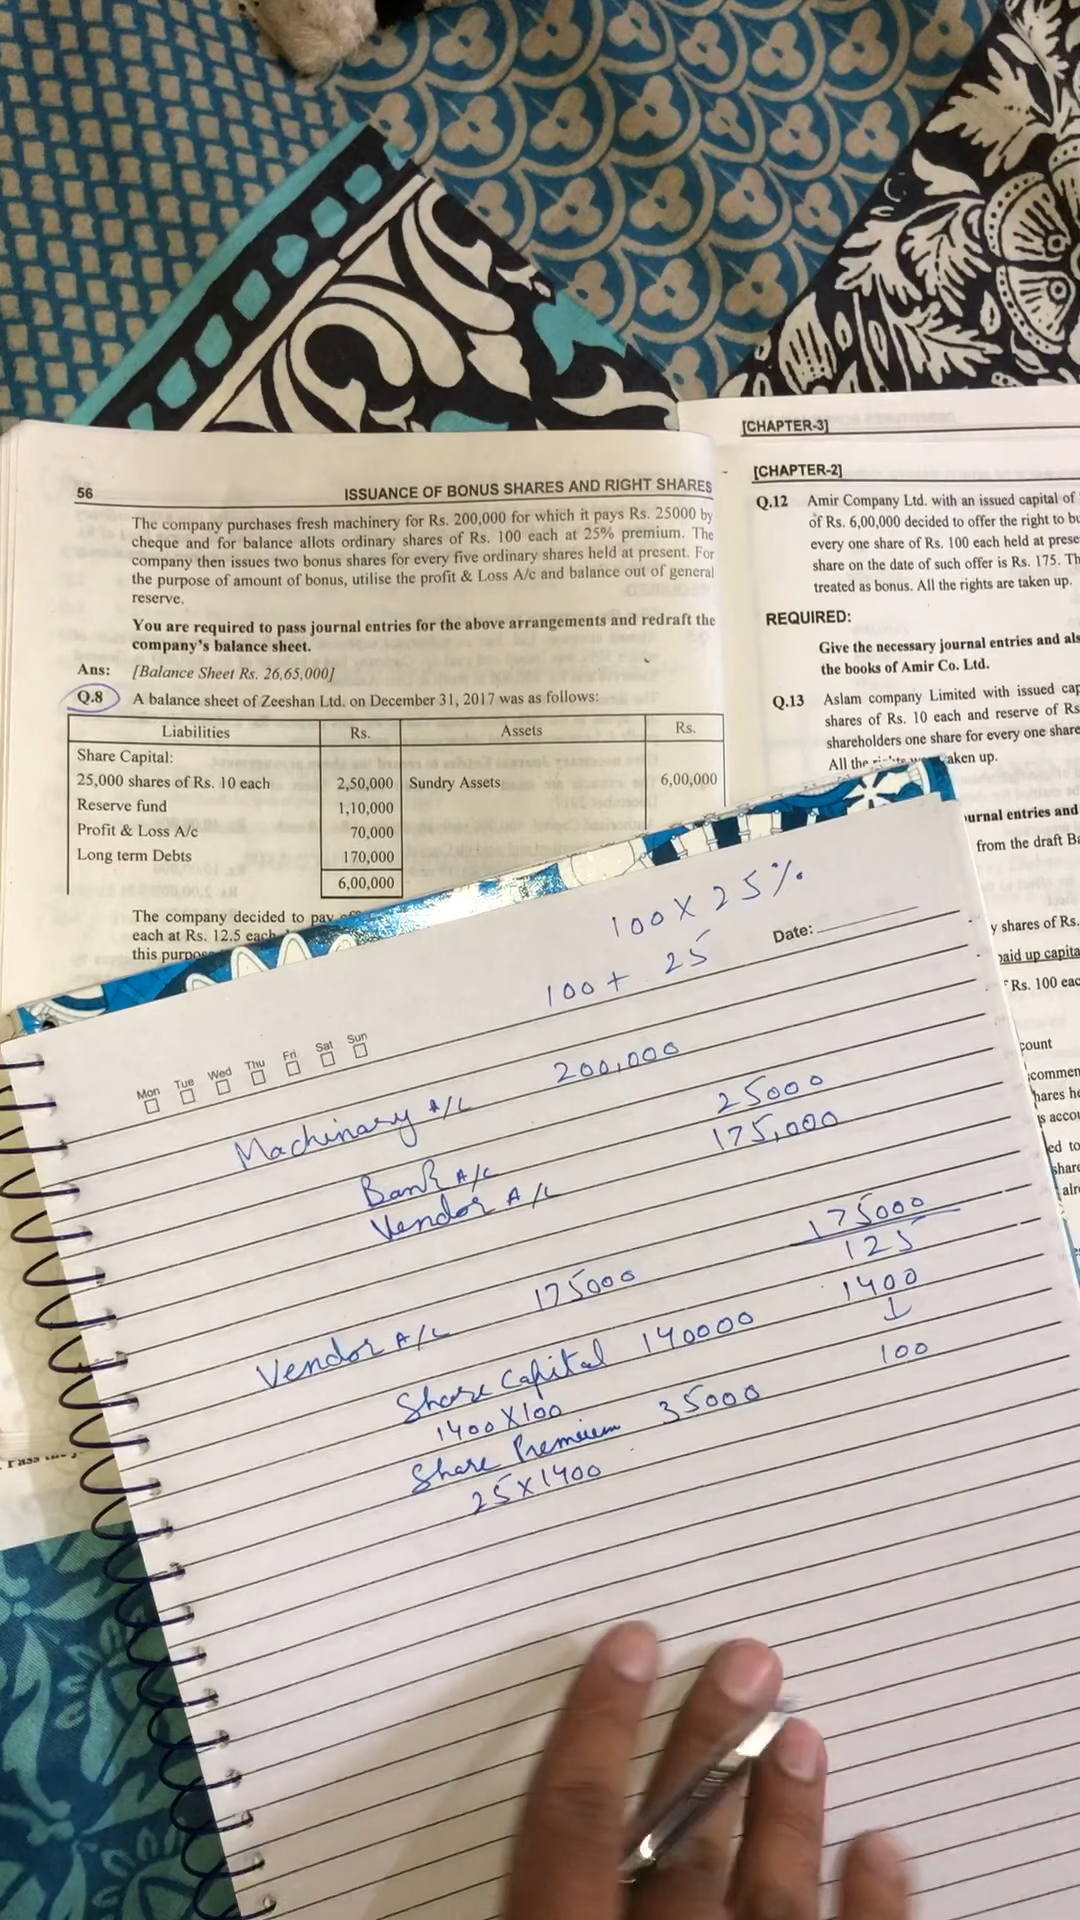 56
ISSUANCE OF BONUS SHARES AND RIGHT SHARES
The company purchases fresh machinery for Rs. 200,000 for which it pays Rs. 25000 by
cheque and for balance allots ordinary shares of Rs. 100 each at 25% premium. The
company then issues two bonus shares for every five ordinary shares held at present. For
the purpose of amount of bonus, utilise the profit & Loss A/c and balance out of general
reserve.
You are required to pass journal entries for the above arrangements and redraft the
company's balance sheet.
Ans: [Balance Sheet Rs. 26,65,000]
Q.8 A balance sheet of Zeeshan Ltd. on December 31, 2017 was as follows:
Liabilities Rs. Assets Rs.
Share Capital:
25,000 shares of Rs. 10 each 2,50,000 Sundry Assets 6,00,000
Reserve fund 1,10,000
Profit & Loss A/c 70,000
Long term Debts 170,000
6,00,000
The company decided to pay
each at Rs. 12.5 each
this purpose
[CHAPTER-3]
[CHAPTER-2]
Q.12 Amir Company Ltd. with an issued capital of
of Rs. 6,00,000 decided to offer the right to
every one share of Rs. 100 each held at
share on the date of such offer is Rs. 175.
treated as bonus. All the rights are taken up.
REQUIRED:
Give the necessary journal entries and
the books of Amir Co. Ltd.
Q.13 Aslam company Limited with issued
shares of Rs. 10 each and reserve of Rs
shareholders one share for every one share
All the taken up.
entries and
from the draft
shares of Rs.
paid up
Rs. 100
100 X 25%
100 + 25
Date:
Mon Tue Wed Thu Fri Sat Sun
Machinary A/C 200,000
Bank A/C 25000
Vendor A/C 175,000
175000
125
1400
↓
100
Vendor A/C 175000
Share Capital 140000
1400 X 100
Share Premium 35000
25 X 1400